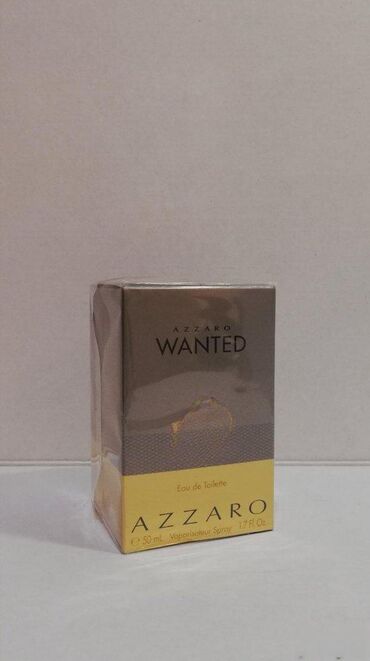 AZZARO
WANTED
Eau de Toilette
AZZARO
℮ 50 mL Vaporisateur Spray 1.7 Fl. Oz.